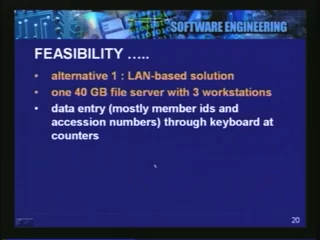 SOFTWARE ENGINEERING
FEASIBILITY …..
• alternative 1 : LAN-based solution
• one 40 GB file server with 3 workstations
• data entry (mostly member ids and
accession numbers) through keyboard at
counters
20